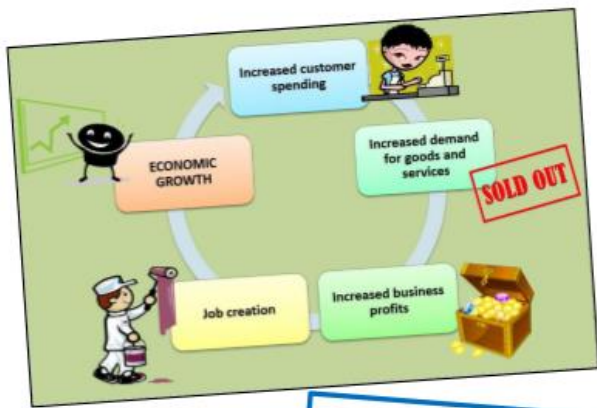 Increased customer
spending
Increased demand
for goods and
services
SOLD OUT
Increased business
profits
Job creation
ECONOMIC
GROWTH